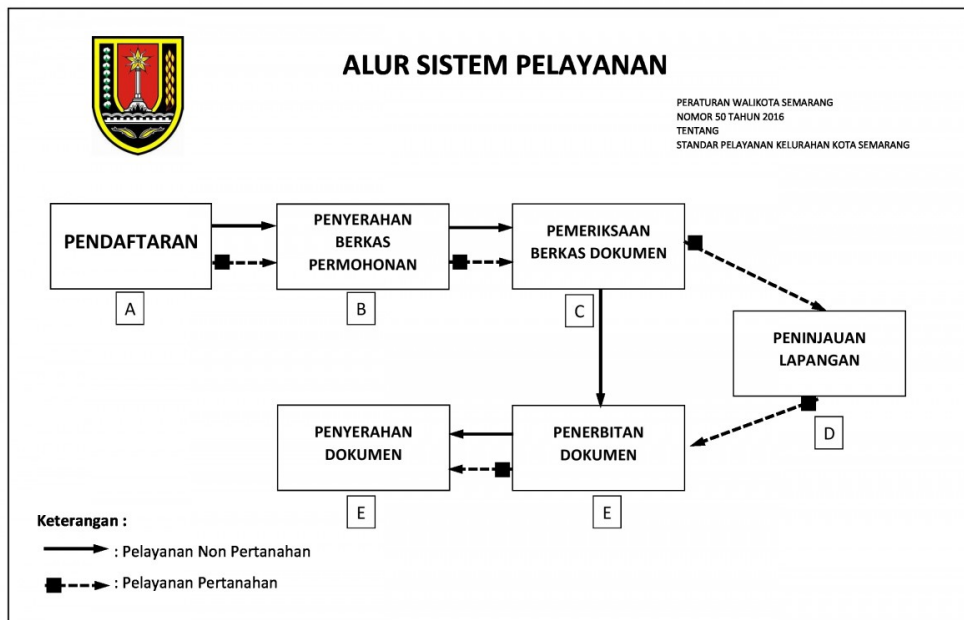 ALUR SISTEM PELAYANAN
PERATURAN WALIKOTA SEMARANG
NOMOR 50 TAHUN 2016
TENTANG
STANDAR PELAYANAN KELURAHAN KOTA SEMARANG
PENDAFTARAN
A
PENYERAHAN
BERKAS
PERMOHONAN
B
PEMERIKSAAN
BERKAS DOKUMEN
C
PENINJAUAN
LAPANGAN
D
PENERBITAN
DOKUMEN
E
PENYERAHAN
DOKUMEN
E
Keterangan :
: Pelayanan Non Pertanahan
: Pelayanan Pertanahan